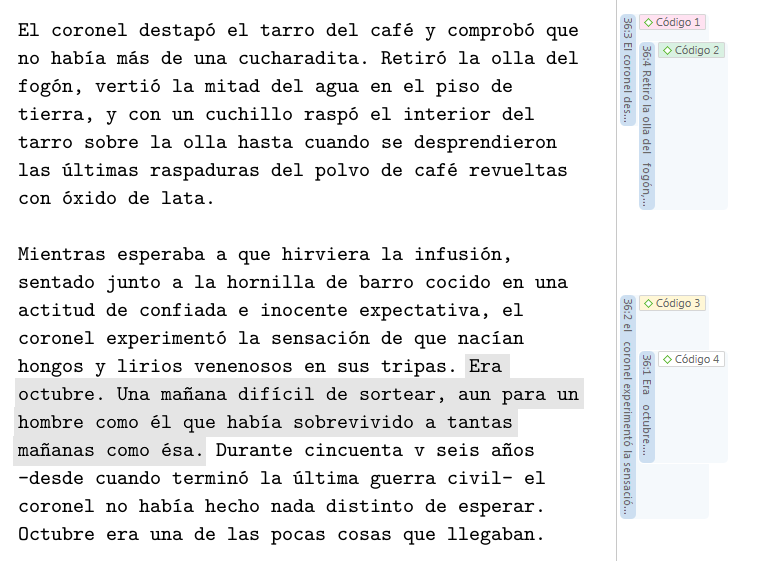 El coronel destapó el tarro del café y comprobó que
no había más de una cucharadita. Retiró la olla del
fogón, vertió la mitad del agua en el piso de
tierra, y con un cuchillo raspó el interior del
tarro sobre la olla hasta cuando se desprendieron
las últimas raspaduras del polvo de café revueltas
con óxido de lata.
Mientras esperaba a que hirviera la infusión,
sentado junto a la hornilla de barro cocido en una
actitud de confiada e inocente expectativa, el
coronel experimentó la sensación de que nacían
hongos y lirios venenosos en sus tripas. Era
octubre. Una mañana difícil de sortear, aun para un
hombre como él que había sobrevivido a tantas
mañanas como ésa. Durante cincuenta y seis años
–desde cuando terminó la última guerra civil– el
coronel no había hecho nada distinto de esperar.
Octubre era una de las pocas cosas que llegaban.
36:3 El coronel des...
Código 1
36:4 Retiró la olla del fogón,...
Código 2
36:2 el coronel experimentó la sensació...
Código 3
36:1 Era octubre....
Código 4